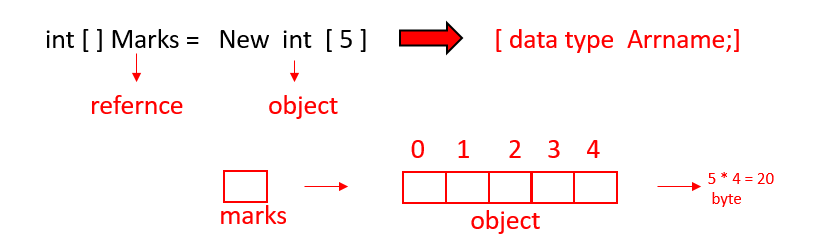 int [ ] Marks = New int [ 5 ] [ data type Arrname;]
refernce object
0 1 2 3 4
5 * 4 = 20
byte
marks object